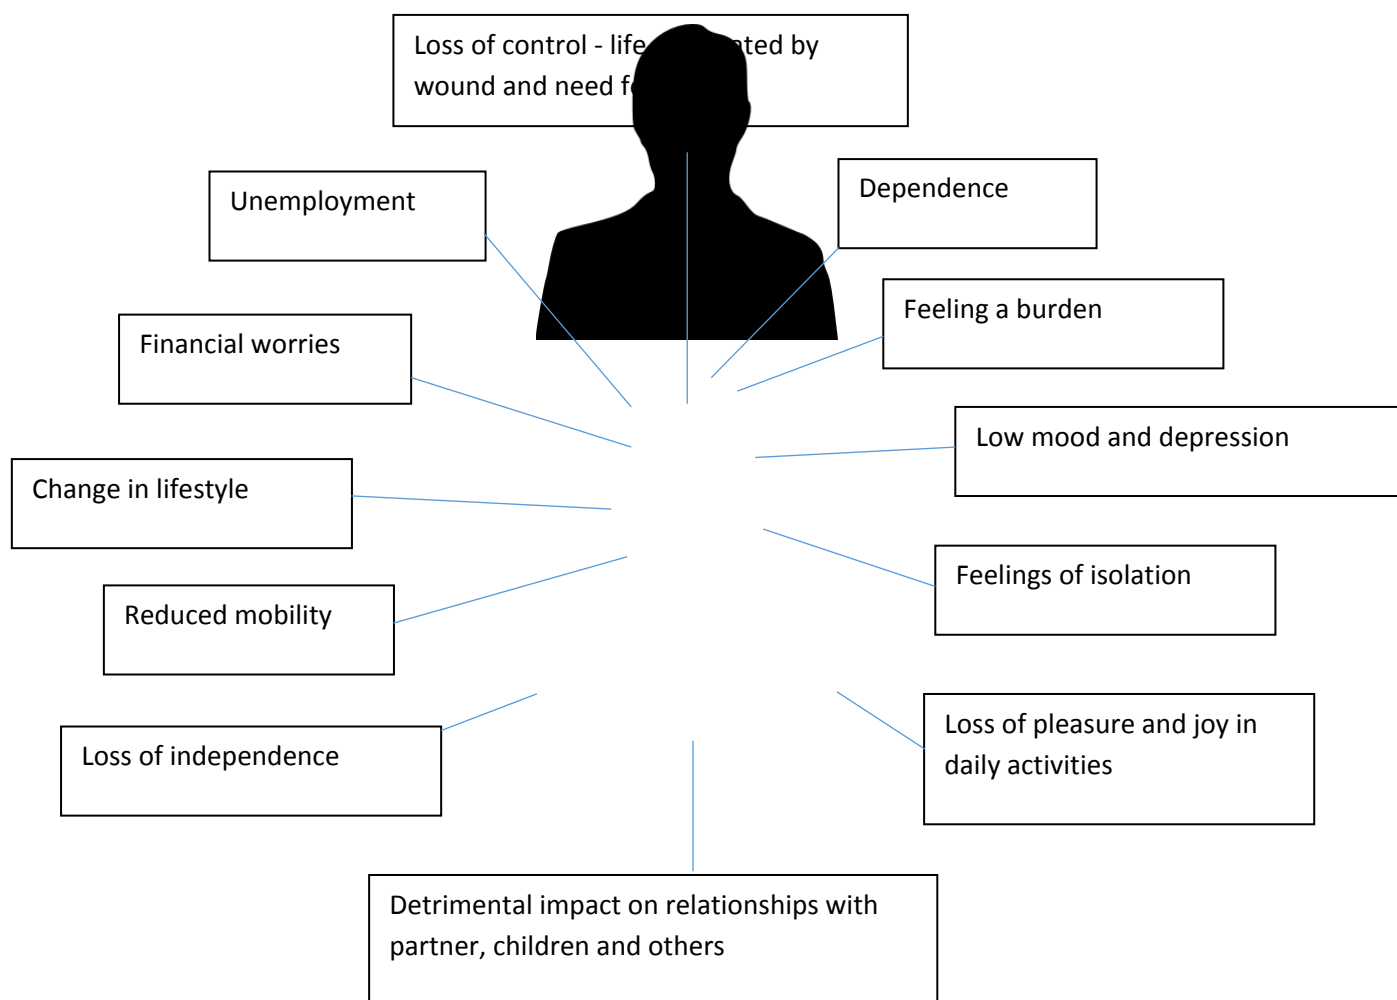 Loss of control - life ated by
wound and need
Unemployment
Dependence
Feeling a burden
Financial worries
Low mood and depression
Change in lifestyle
Feelings of isolation
Reduced mobility
Loss of pleasure and joy in
daily activities
Loss of independence
Detrimental impact on relationships with
partner, children and others